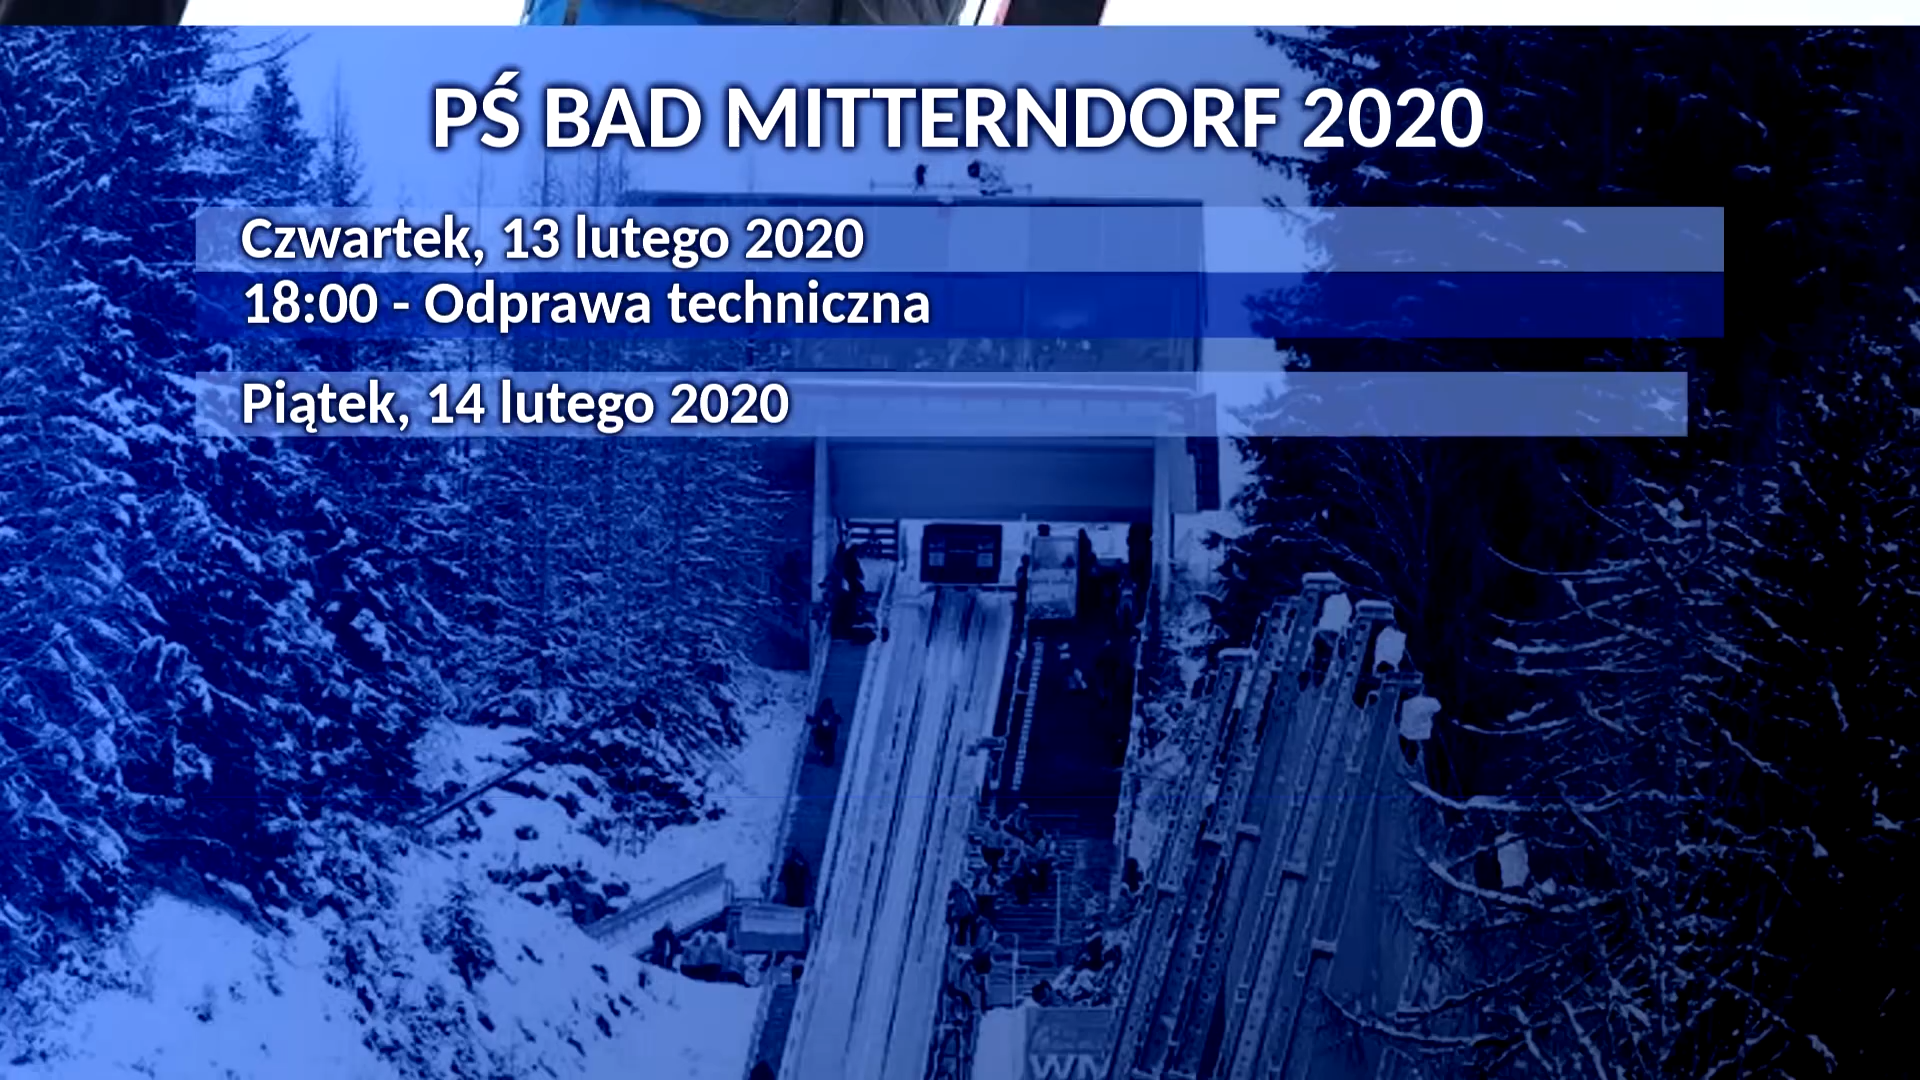 PŚ BAD MITTERNDORF 2020
Czwartek, 13 lutego 2020
18:00 - Odprawa techniczna
Piątek, 14 lutego 2020